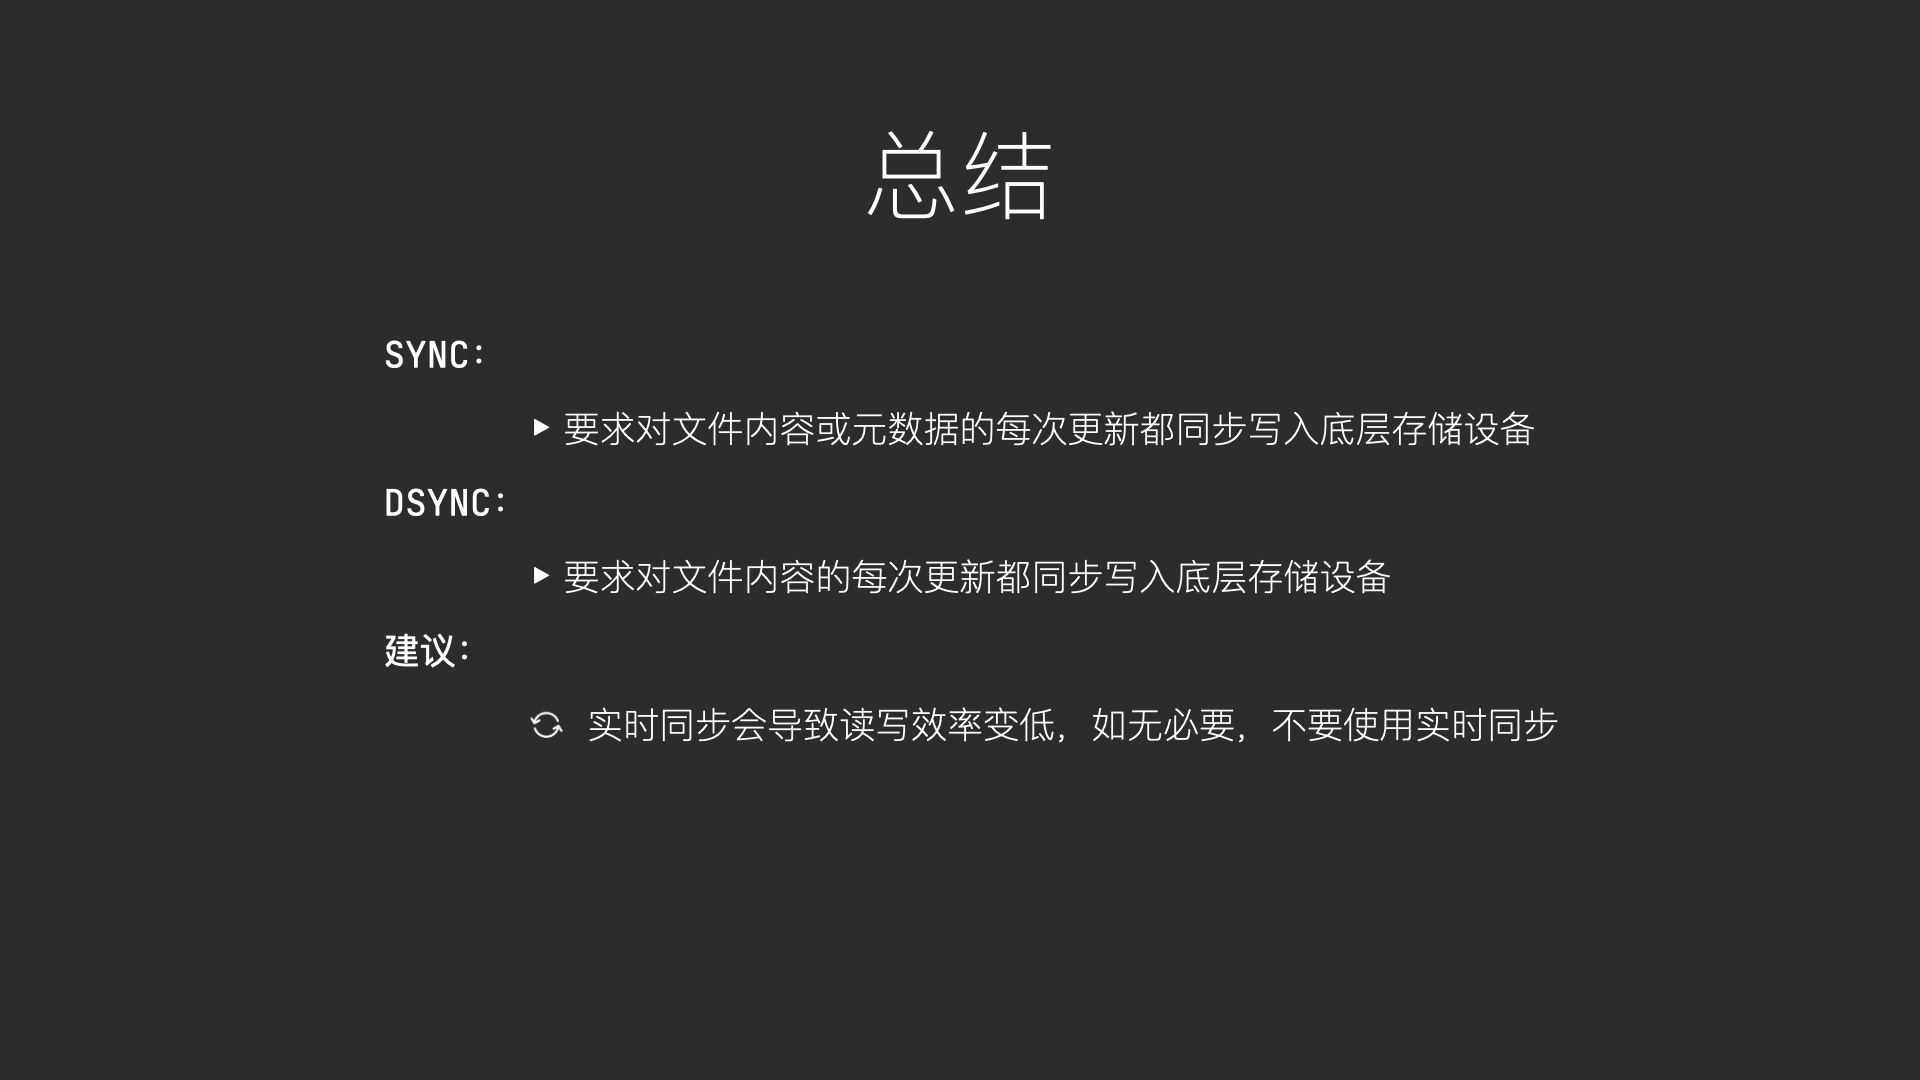 总结
SYNC:
▶ 要求对文件内容或元数据的每次更新都同步写入底层存储设备
DSYNC:
▶ 要求对文件内容的每次更新都同步写入底层存储设备
建议:
实时同步会导致读写效率变低，如无必要，不要使用实时同步